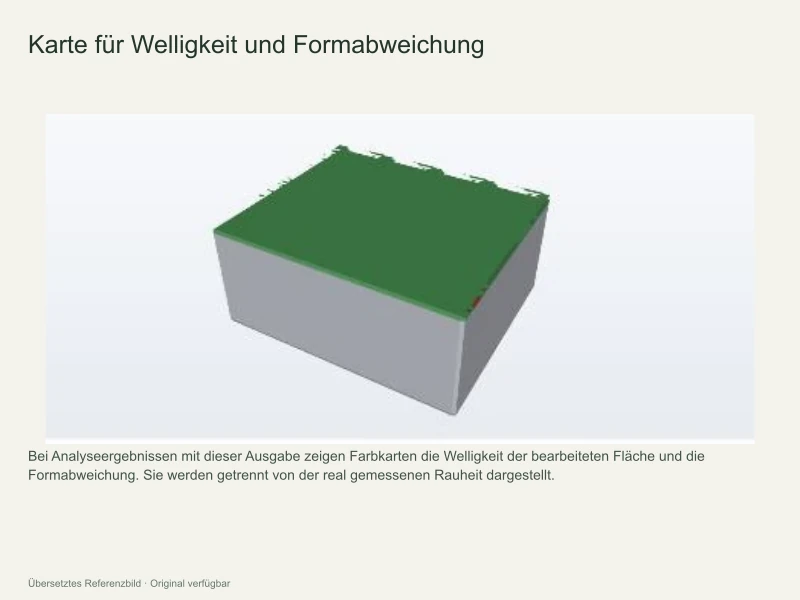 Karte für Welligkeit und Formabweichung
Bei Analyseergebnissen mit dieser Ausgabe zeigen Farbkarten die Welligkeit der bearbeiteten Fläche und die
Formabweichung. Sie werden getrennt von der real gemessenen Rauheit dargestellt.
Übersetztes Referenzbild · Original verfügbar